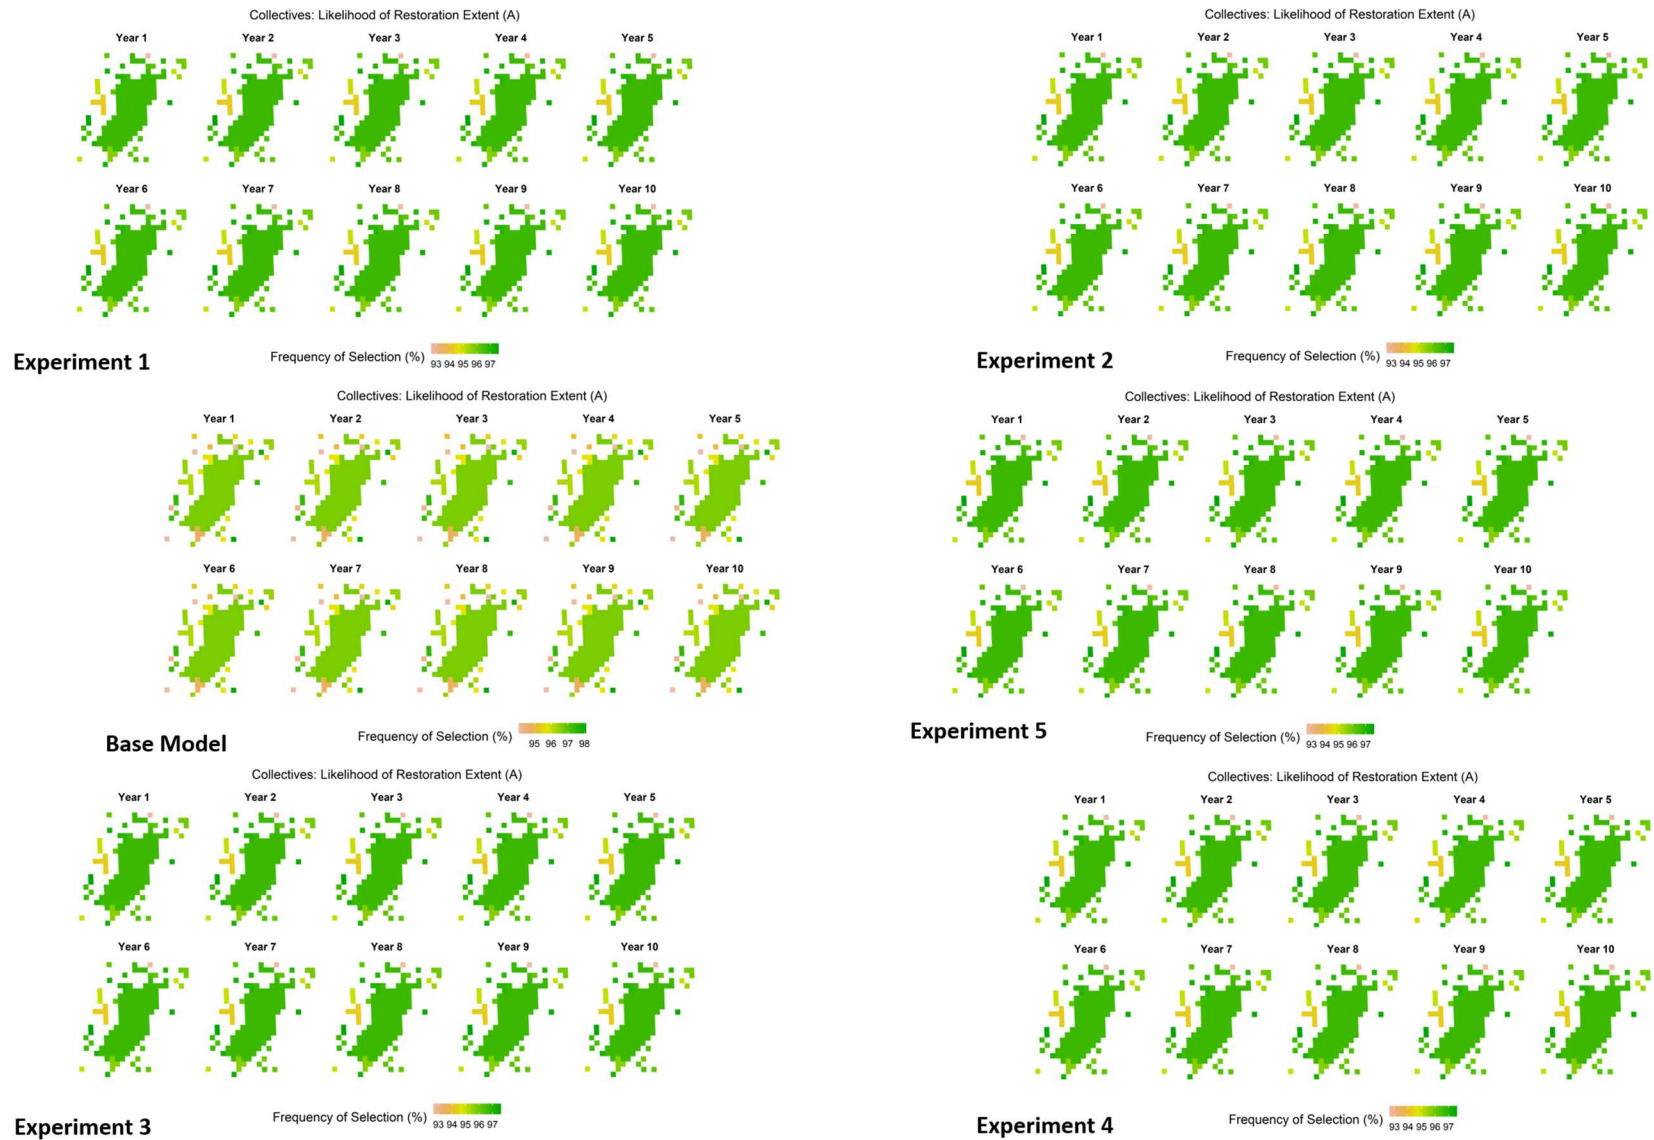 Collectives: Likelihood of Restoration Extent (A)
Year 1 Year 2 Year 3 Year 4 Year 5
Year 6 Year 7 Year 8 Year 9 Year 10
Frequency of Selection (%)
93 94 95 96 97
Experiment 1
Collectives: Likelihood of Restoration Extent (A)
Year 1 Year 2 Year 3 Year 4 Year 5
Year 6 Year 7 Year 8 Year 9 Year 10
Frequency of Selection (%)
93 94 95 96 97
Experiment 2
Collectives: Likelihood of Restoration Extent (A)
Year 1 Year 2 Year 3 Year 4 Year 5
Year 6 Year 7 Year 8 Year 9 Year 10
Frequency of Selection (%)
95 96 97 98
Base Model
Collectives: Likelihood of Restoration Extent (A)
Year 1 Year 2 Year 3 Year 4 Year 5
Year 6 Year 7 Year 8 Year 9 Year 10
Frequency of Selection (%)
93 94 95 96 97
Experiment 5
Collectives: Likelihood of Restoration Extent (A)
Year 1 Year 2 Year 3 Year 4 Year 5
Year 6 Year 7 Year 8 Year 9 Year 10
Frequency of Selection (%)
93 94 95 96 97
Experiment 3
Collectives: Likelihood of Restoration Extent (A)
Year 1 Year 2 Year 3 Year 4 Year 5
Year 6 Year 7 Year 8 Year 9 Year 10
Frequency of Selection (%)
93 94 95 96 97
Experiment 4